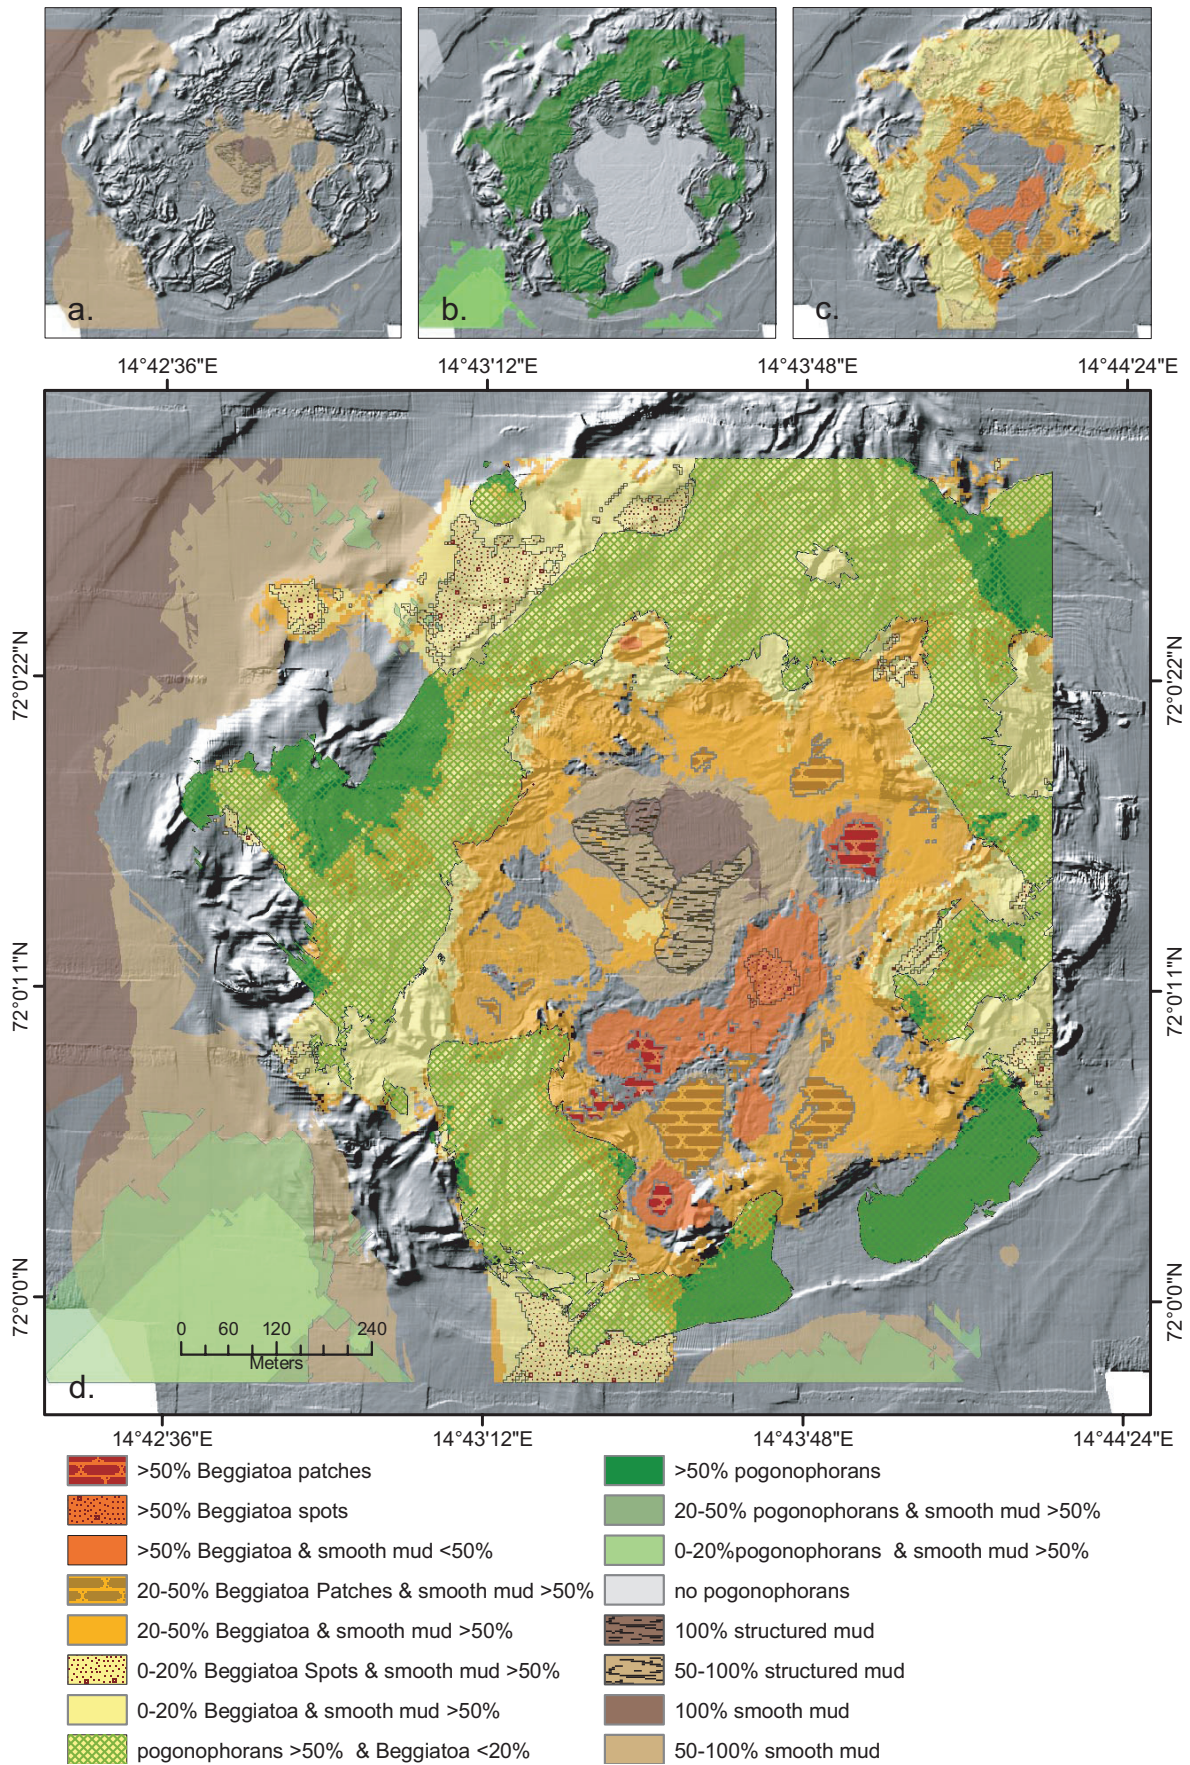 a.
b.
c.
14°42'36"E
14°43'12"E
14°43'48"E
14°44'24"E
72°0'22"N
72°0'22"N
72°0'11"N
72°0'11"N
72°0'0"N
72°0'0"N
0 60 120 240
Meters
d.
14°42'36"E
14°43'12"E
14°43'48"E
14°44'24"E
>50% Beggiatoa patches
>50% Beggiatoa spots
>50% Beggiatoa & smooth mud <50%
20-50% Beggiatoa Patches & smooth mud >50%
20-50% Beggiatoa & smooth mud >50%
0-20% Beggiatoa Spots & smooth mud >50%
0-20% Beggiatoa & smooth mud >50%
pogonophorans >50% & Beggiatoa <20%
>50% pogonophorans
20-50% pogonophorans & smooth mud >50%
0-20%pogonophorans & smooth mud >50%
no pogonophorans
100% structured mud
50-100% structured mud
100% smooth mud
50-100% smooth mud